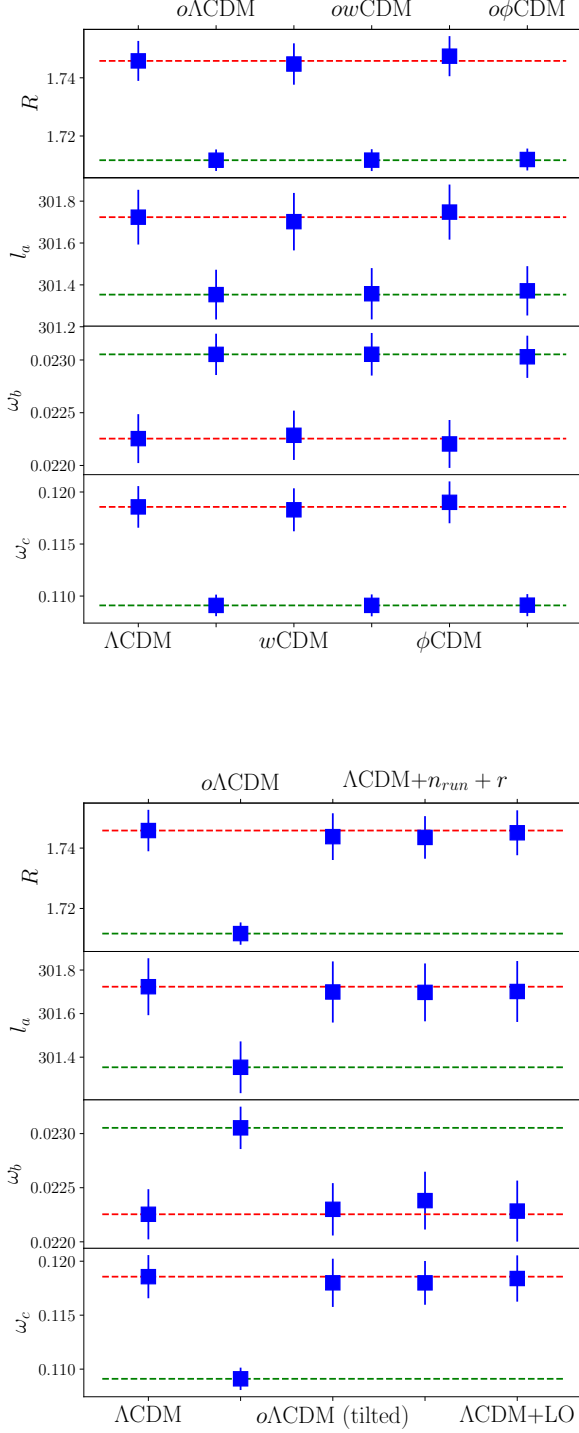 oΛCDM owCDM oϕCDM
1.74
R
1.72
301.8
301.6
l_a
301.4
301.2
0.0230
ω_b
0.0225
0.0220
0.120
0.115
ω_c
0.110
ΛCDM wCDM ϕCDM
oΛCDM ΛCDM+n_{run} + r
1.74
R
1.72
301.8
l_a
301.6
301.4
0.0230
ω_b
0.0225
0.0220
0.120
0.115
ω_c
0.110
ΛCDM oΛCDM (tilted) ΛCDM+LO